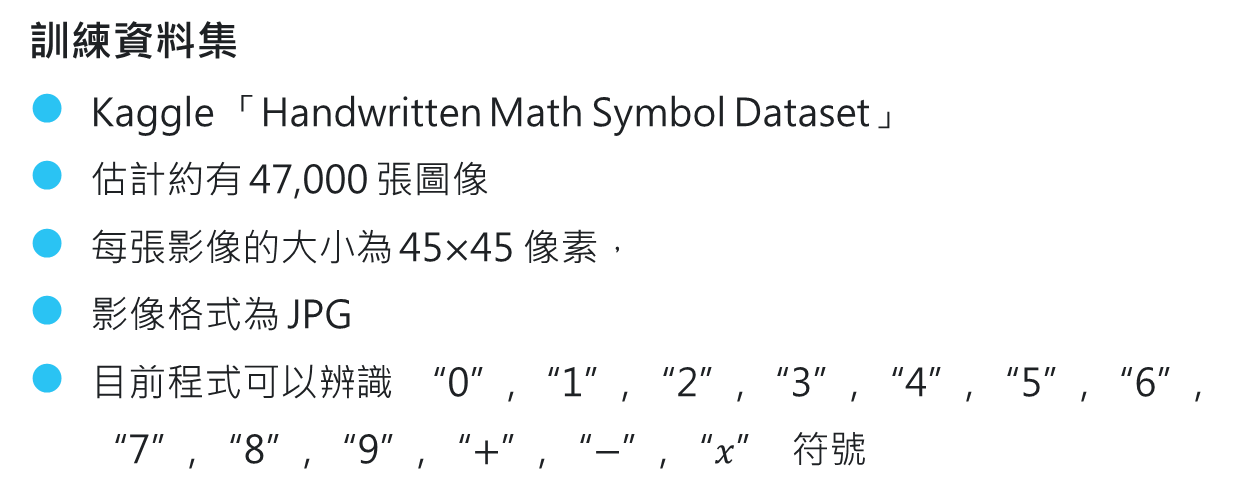 訓練資料集
● Kaggle「Handwritten Math Symbol Dataset」
● 估計約有 47,000 張圖像
● 每張影像的大小為 45×45 像素，
● 影像格式為 JPG
● 目前程式可以辨識 “0” , “1” , “2” , “3” , “4” , “5” , “6” ,
“7” , “8” , “9” , “+” , “−” , “x” 符號